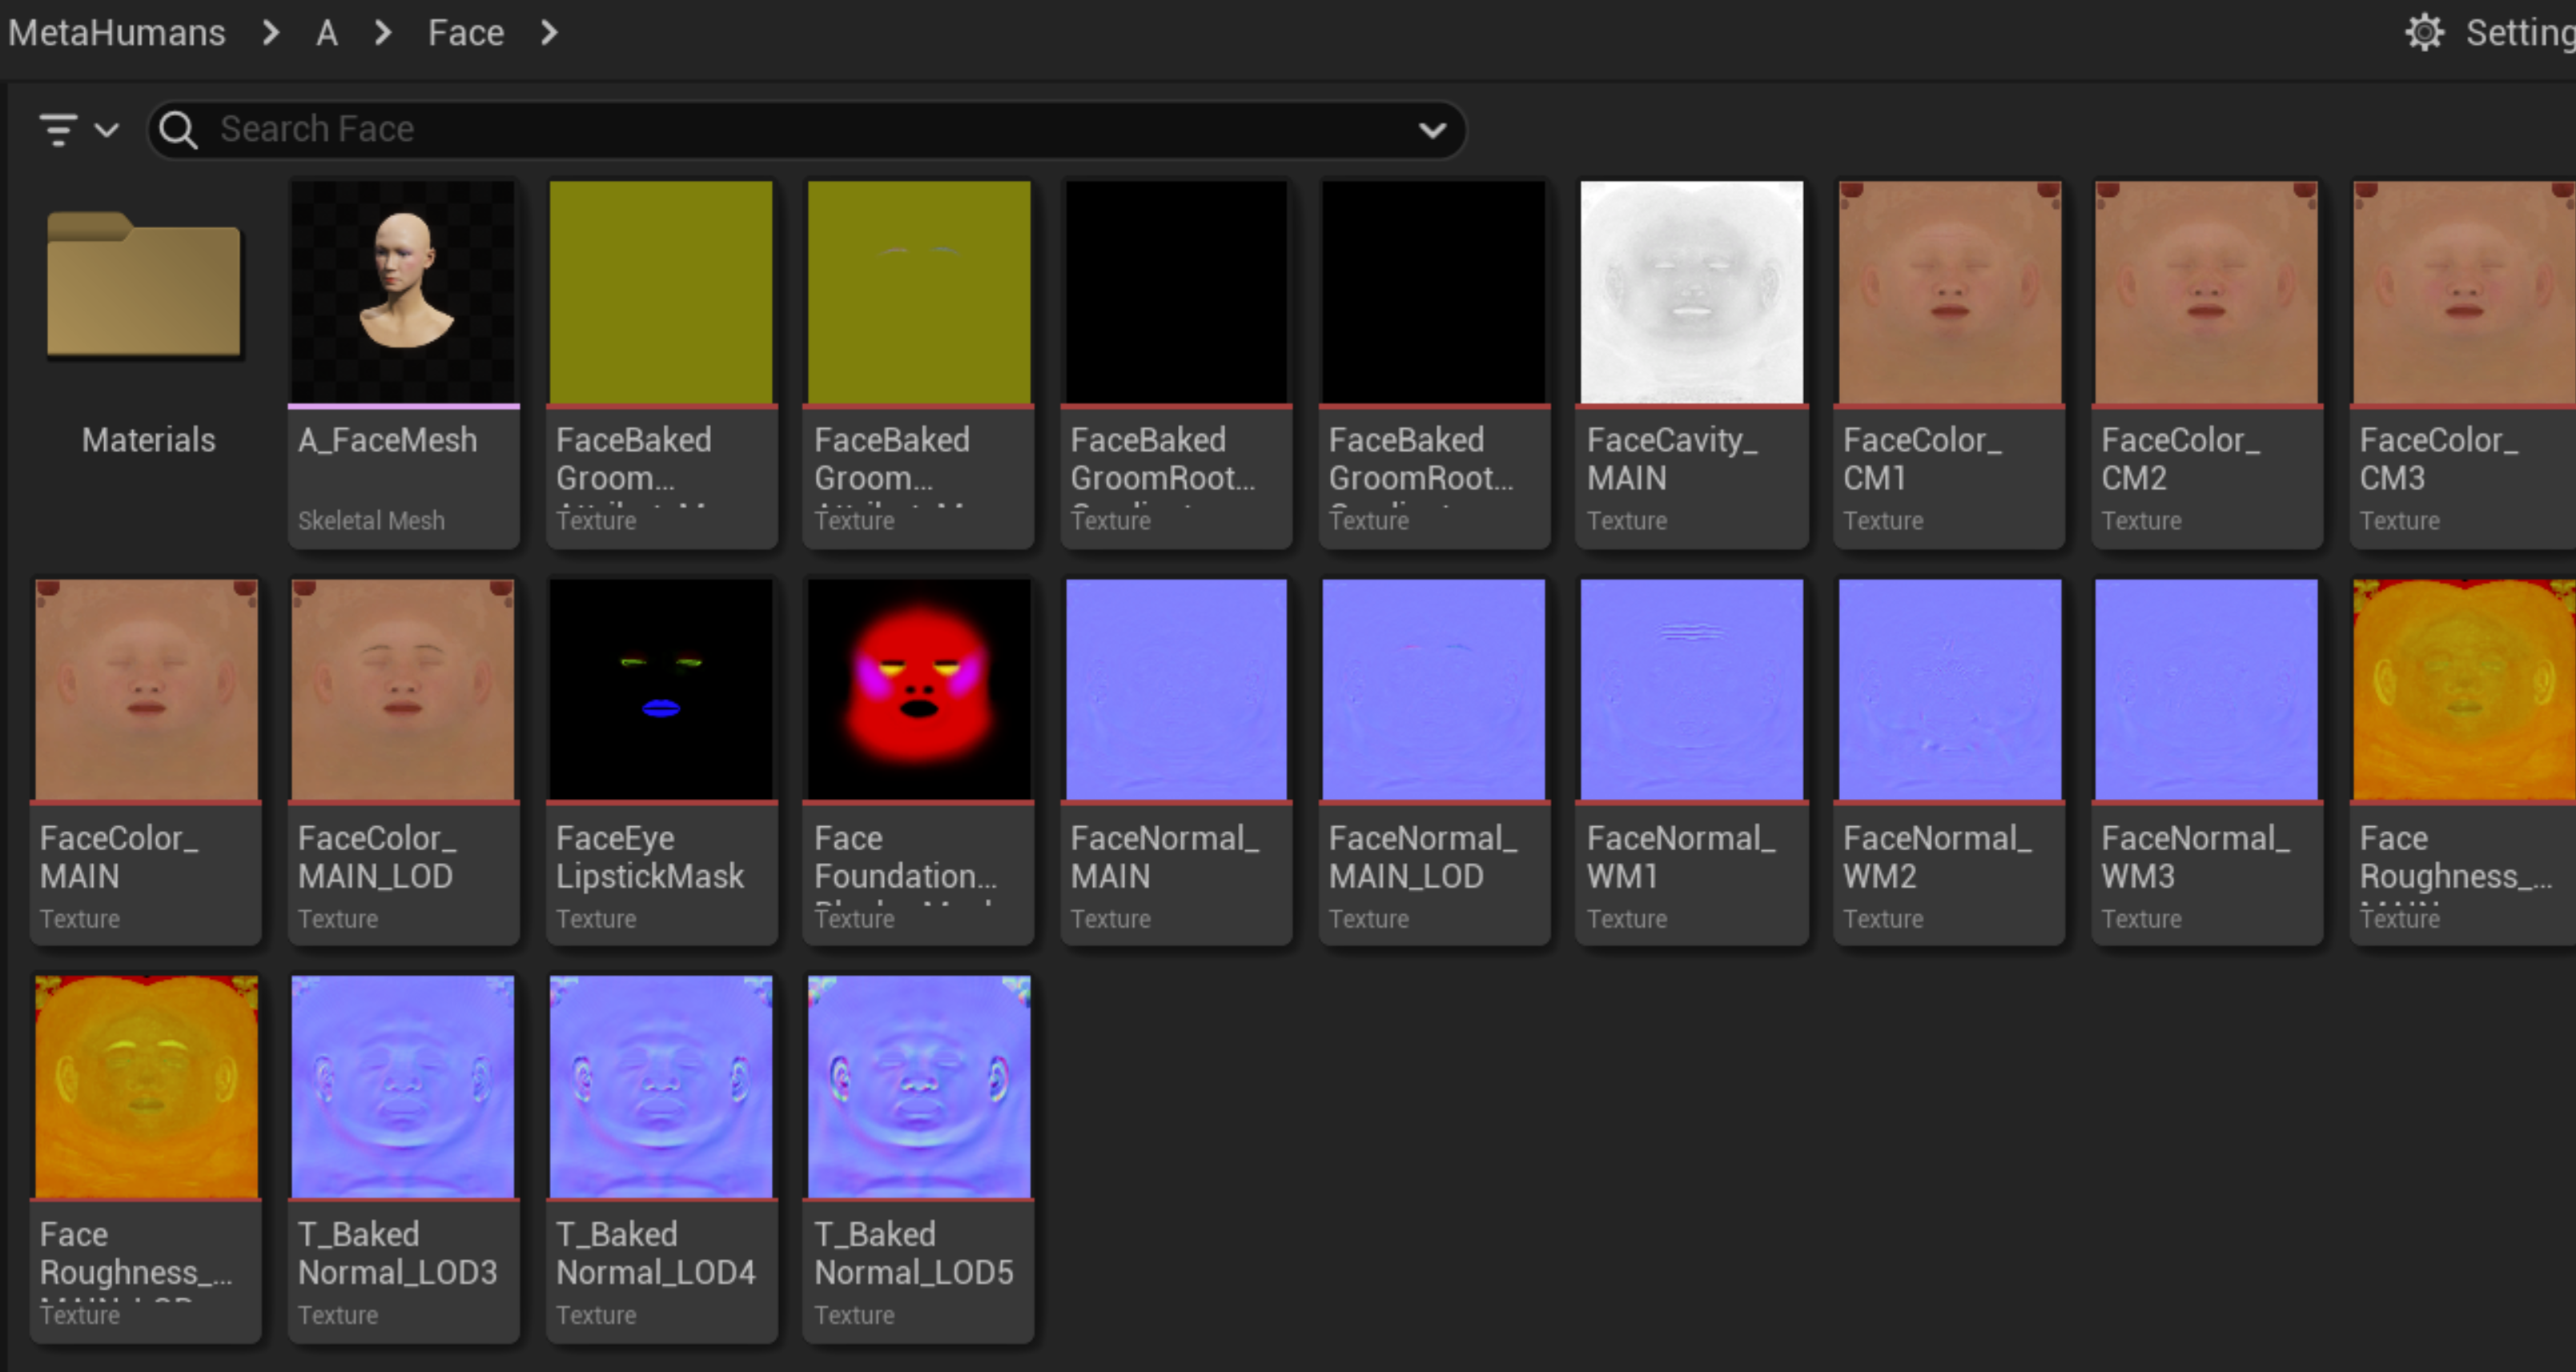 MetaHumans > A > Face >
Setting
Search Face
Materials
A_FaceMesh
Skeletal Mesh
FaceBaked
Groom...
Texture
FaceBaked
Groom...
Texture
FaceBaked
GroomRoot...
Texture
FaceBaked
GroomRoot...
Texture
FaceCavity_
MAIN
Texture
FaceColor_
CM1
Texture
FaceColor_
CM2
Texture
FaceColor_
CM3
Texture
FaceColor_
MAIN
Texture
FaceColor_
MAIN_LOD
Texture
FaceEye
LipstickMask
Texture
Face
Foundation...
Texture
FaceNormal_
MAIN
Texture
FaceNormal_
MAIN_LOD
Texture
FaceNormal_
WM1
Texture
FaceNormal_
WM2
Texture
FaceNormal_
WM3
Texture
Face
Roughness_...
Texture
Face
Roughness_...
Texture
T_Baked
Normal_LOD3
Texture
T_Baked
Normal_LOD4
Texture
T_Baked
Normal_LOD5
Texture